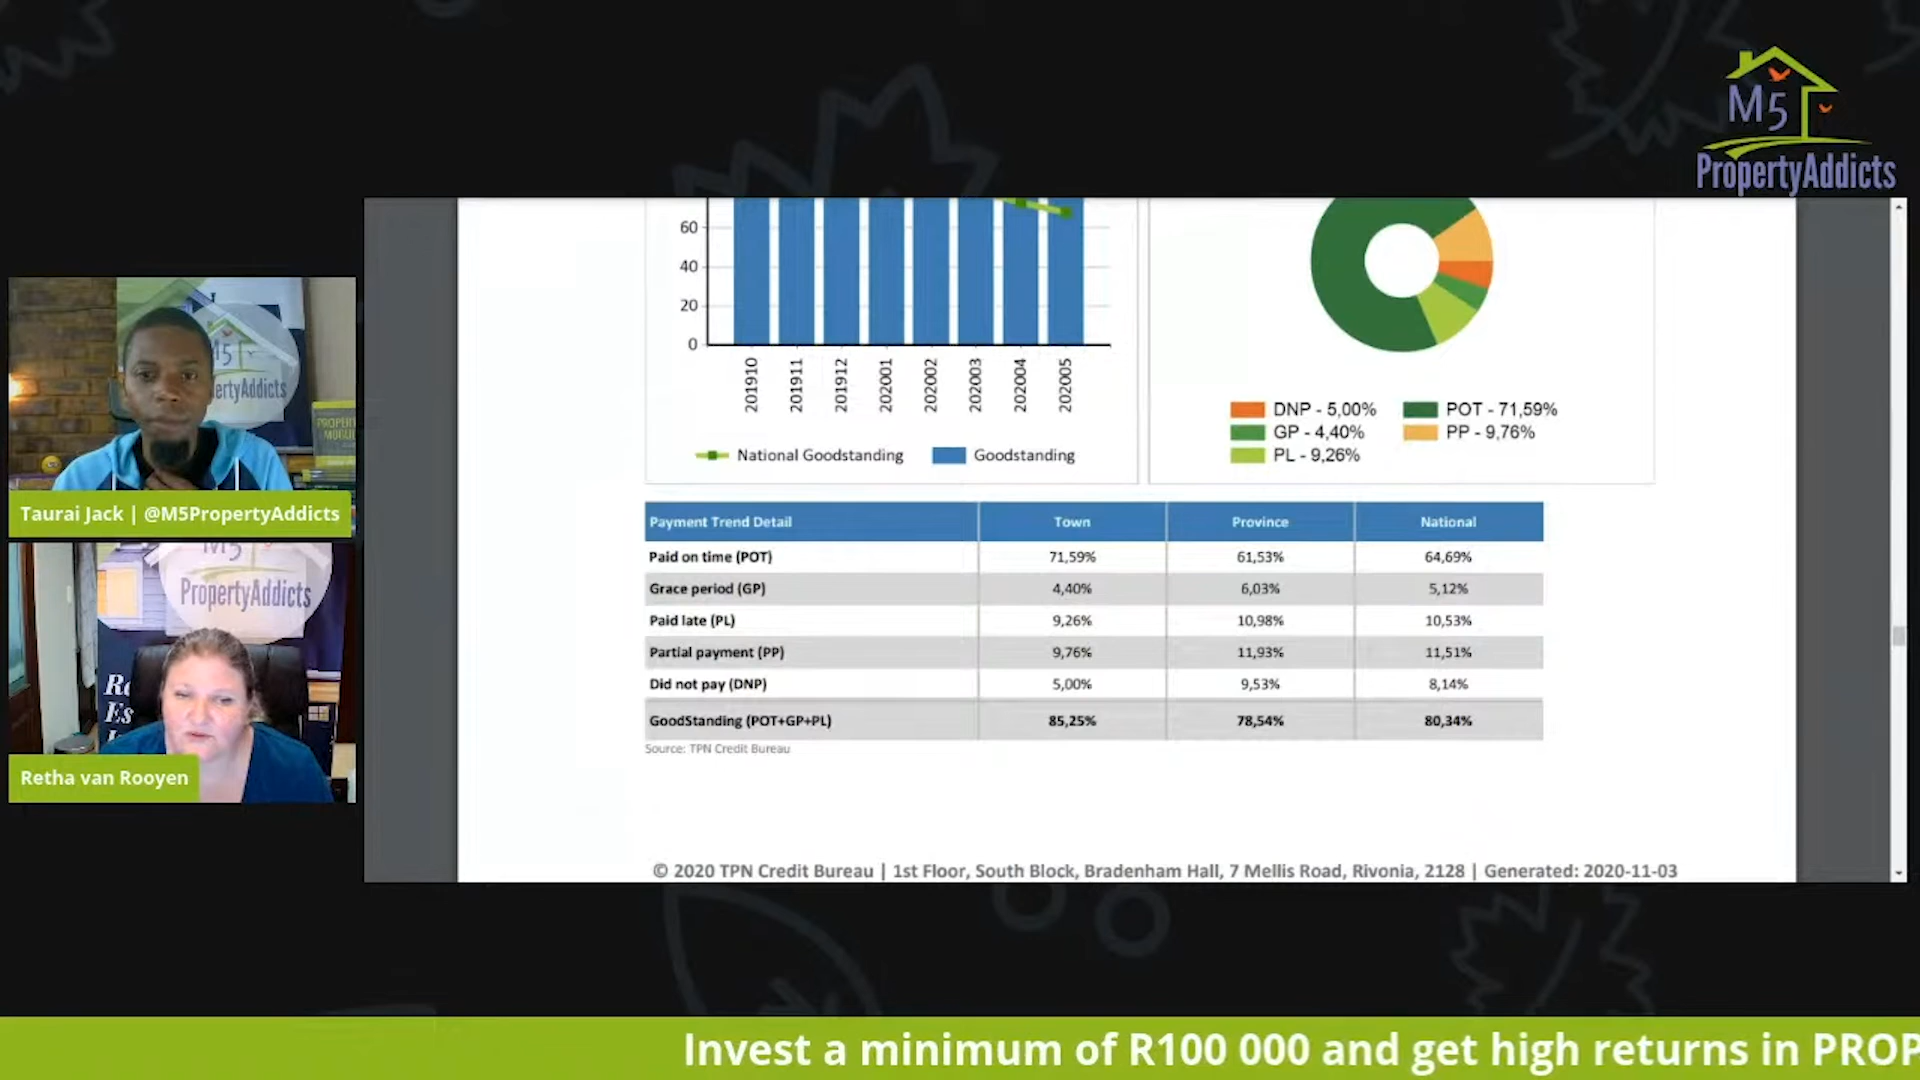 M5
PropertyAddicts
60
40
20
0
201910
201911
201912
202001
202002
202003
202004
202005
National Goodstanding
Goodstanding
DNP - 5,00%
POT - 71,59%
GP - 4,40%
PP - 9,76%
PL - 9,26%
Payment Trend Detail Town Province National
Paid on time (POT) 71,59% 61,53% 64,69%
Grace period (GP) 4,40% 6,03% 5,12%
Paid late (PL) 9,26% 10,98% 10,53%
Partial payment (PP) 9,76% 11,93% 11,51%
Did not pay (DNP) 5,00% 9,53% 8,14%
GoodStanding (POT+GP+PL) 85,25% 78,54% 80,34%
Source: TPN Credit Bureau
© 2020 TPN Credit Bureau | 1st Floor, South Block, Bradenham Hall, 7 Mellis Road, Rivonia, 2128 | Generated: 2020-11-03
Taurai Jack | @M5PropertyAddicts
PropertyAddicts
Retha van Rooyen
Invest a minimum of R100 000 and get high returns in PROP